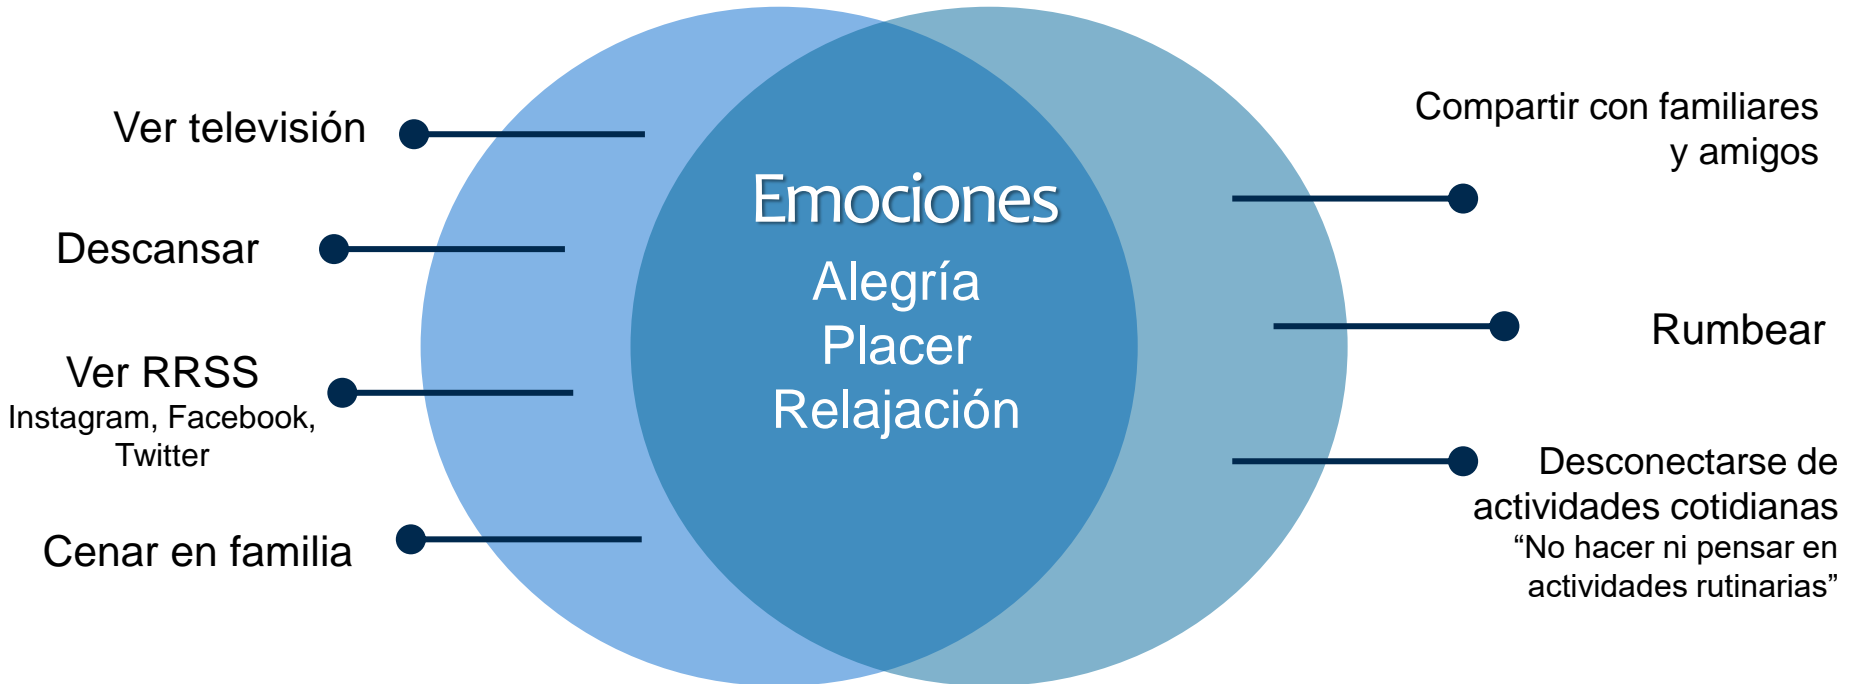 Ver televisión
Descansar
Ver RRSS
Instagram, Facebook,
Twitter
Cenar en familia
Emociones
Alegría
Placer
Relajación
Compartir con familiares
y amigos
Rumbear
Desconectarse de
actividades cotidianas
“No hacer ni pensar en
actividades rutinarias”